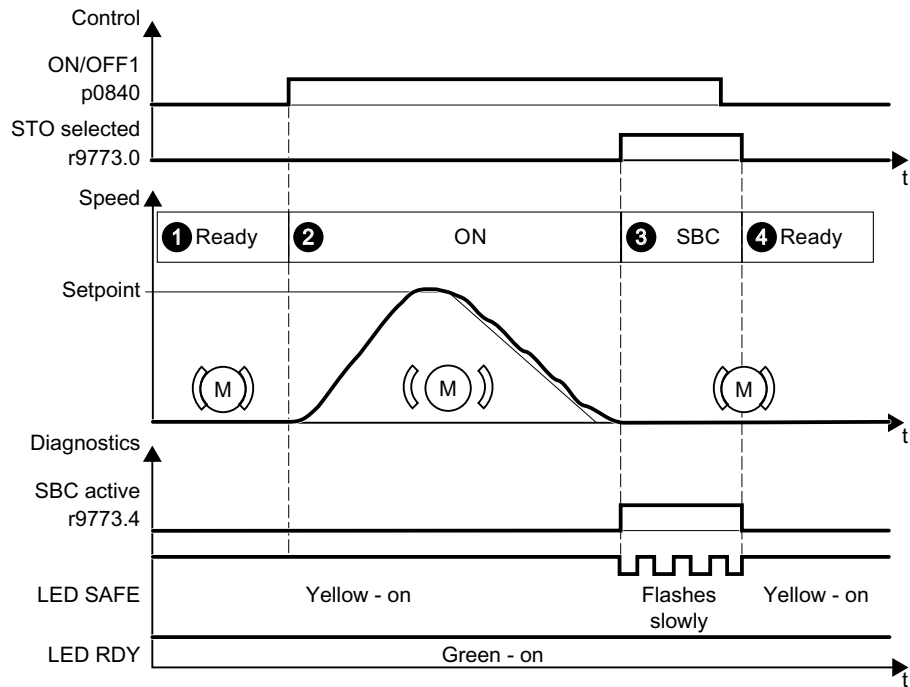 Control
ON/OFF1
p0840
STO selected
r9773.0
t
Speed
1 Ready
2 ON
3 SBC
4 Ready
Setpoint
M
M
M
t
Diagnostics
SBC active
r9773.4
LED SAFE
Yellow - on
Flashes
slowly
Yellow - on
LED RDY
Green - on
t